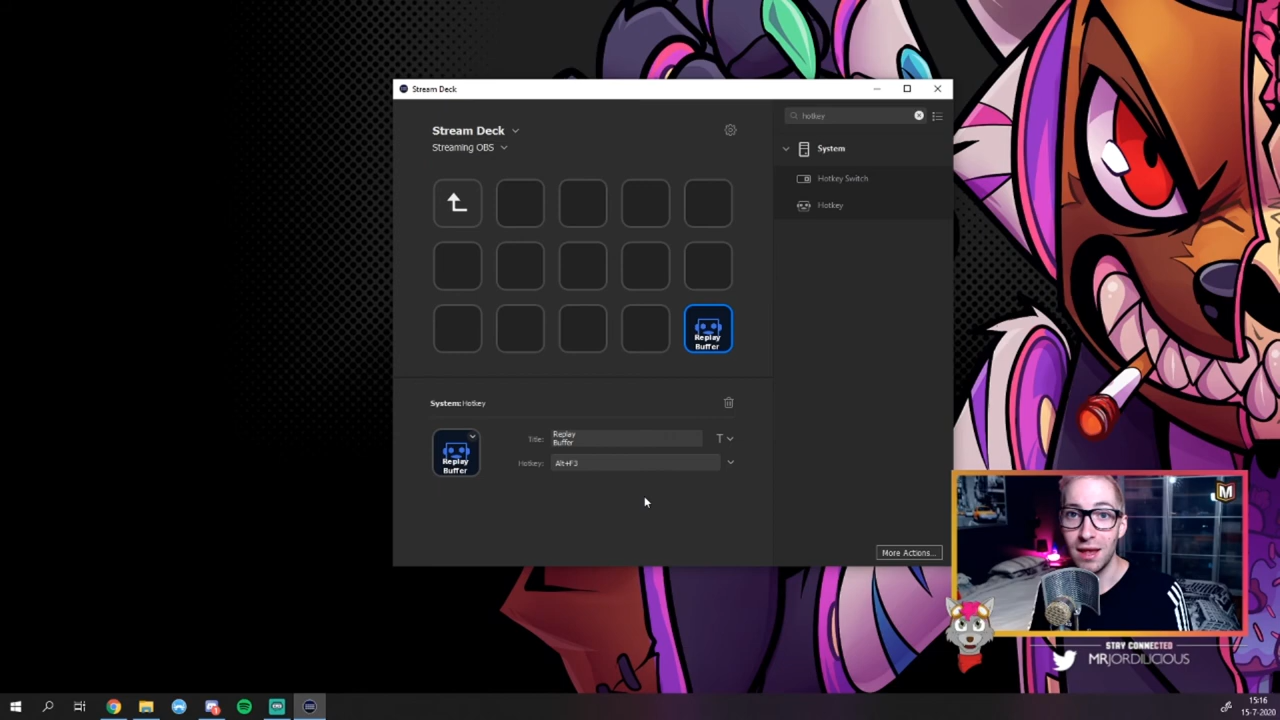 Stream Deck
Stream Deck
Streaming OBS
Replay
Buffer
System: Hotkey
Replay
Buffer
Title:
Replay
Buffer
T
Hotkey:
Alt+F3
hotkey
System
Hotkey Switch
Hotkey
More Actions...
M
STAY CONNECTED
MRJORDILICIOUS
15:16
15-7-2020